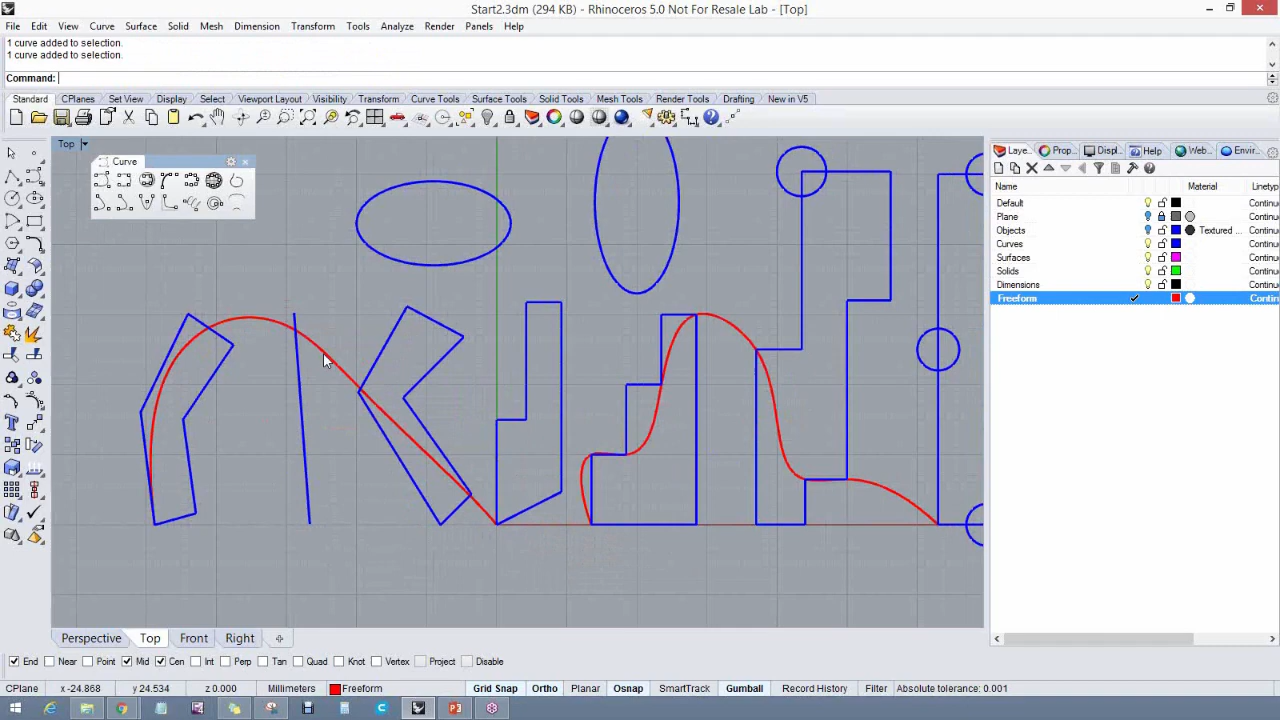 Start2.3dm (294 KB) - Rhinoceros 5.0 Not For Resale Lab - [Top]
File Edit View Curve Surface Solid Mesh Dimension Transform Tools Analyze Render Panels Help
1 curve added to selection.
1 curve added to selection.
Command:
Standard CPlanes Set View Display Select Viewport Layout Visibility Transform Curve Tools Surface Tools Solid Tools Mesh Tools Render Tools Drafting New in V5
Top
Curve
Laye... Prop... Displ... Help Web... Envir...
Name Material Linetyp
Default Continu
Plane Continu
Objects Textured ... Continu
Curves Continu
Surfaces Continu
Solids Continu
Dimensions Continu
Freeform Contin
Perspective Top Front Right
End Near Point Mid Cen Int Perp Tan Quad Knot Vertex Project Disable
CPlane x -24.868 y 24.534 z 0.000 Millimeters Freeform Grid Snap Ortho Planar Osnap SmartTrack Gumball Record History Filter Absolute tolerance: 0.001